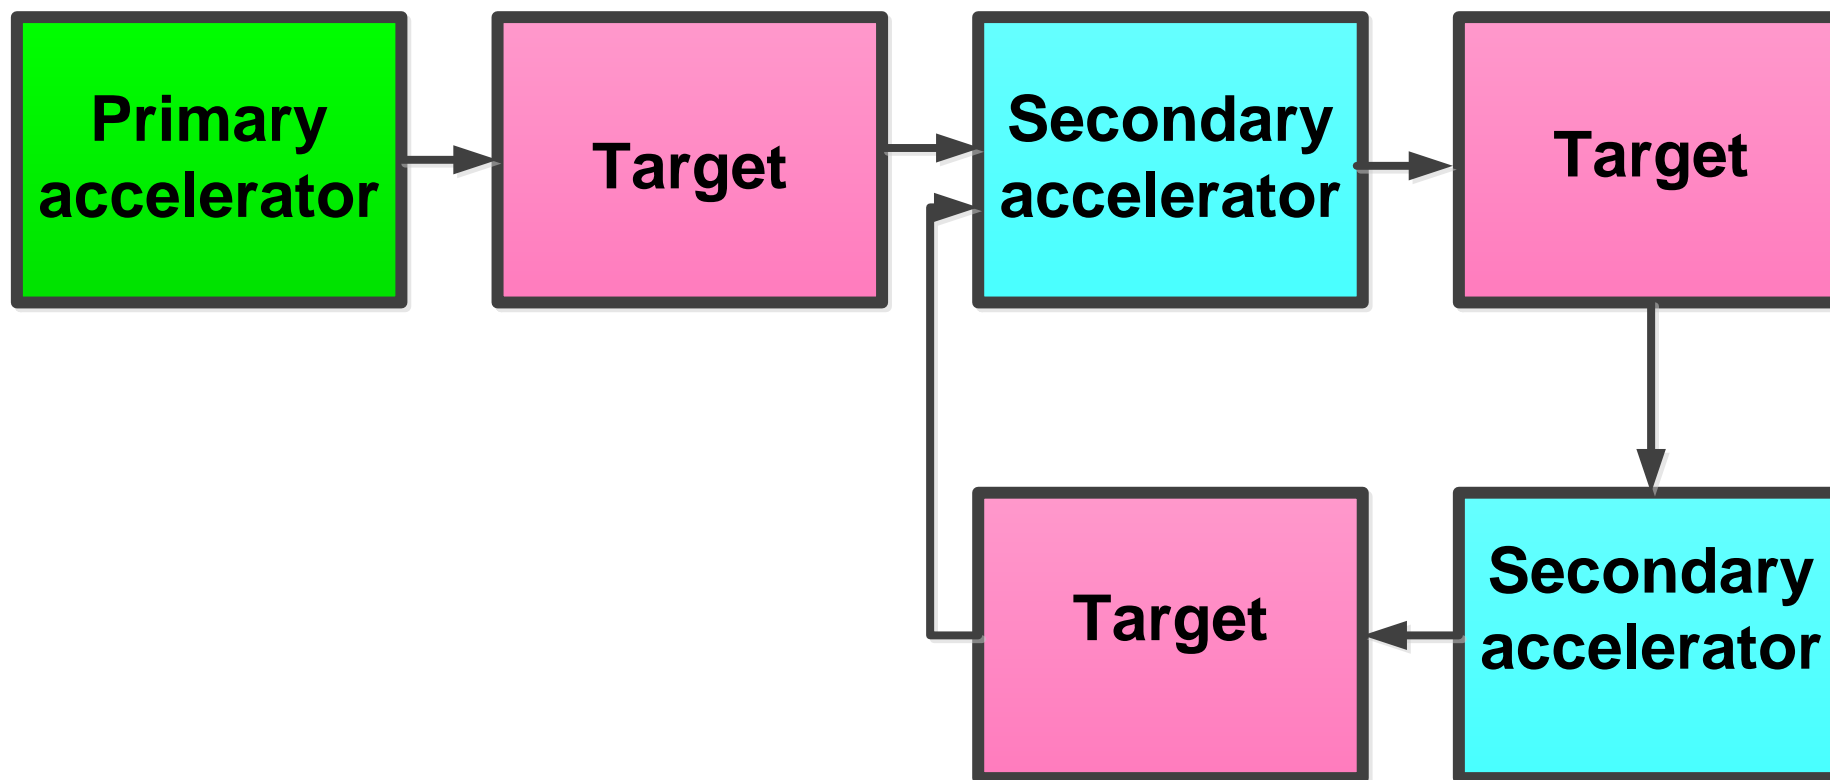 Primary
accelerator
Target
Secondary
accelerator
Target
Target
Secondary
accelerator